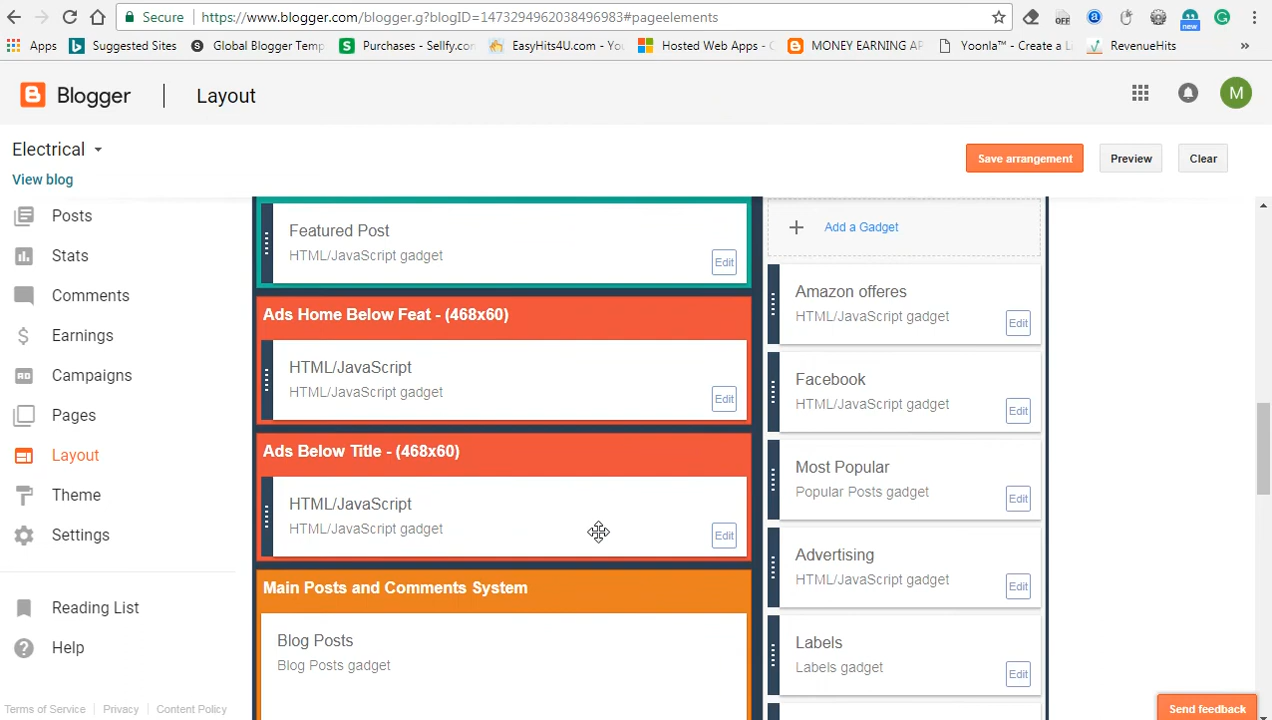 Secure https://www.blogger.com/blogger.g?blogID=1473294962038496983#pageelements
OFF
a
new
G
Apps Suggested Sites Global Blogger Temp Purchases - Sellfy.co EasyHits4U.com - Yo Hosted Web Apps - MONEY EARNING A Yoonla™ - Create a L RevenueHits »
Blogger Layout M
Electrical
View blog
Save arrangement Preview Clear
Posts
Stats
Comments
Earnings
AD Campaigns
Pages
Layout
Theme
Settings
Reading List
Help
Terms of Service Privacy Content Policy
Featured Post
HTML/JavaScript gadget
Edit
Ads Home Below Feat - (468x60)
HTML/JavaScript
HTML/JavaScript gadget
Edit
Ads Below Title - (468x60)
HTML/JavaScript
HTML/JavaScript gadget
Edit
Main Posts and Comments System
Blog Posts
Blog Posts gadget
Add a Gadget
Amazon offeres
HTML/JavaScript gadget
Edit
Facebook
HTML/JavaScript gadget
Edit
Most Popular
Popular Posts gadget
Edit
Advertising
HTML/JavaScript gadget
Edit
Labels
Labels gadget
Edit
Send feedback